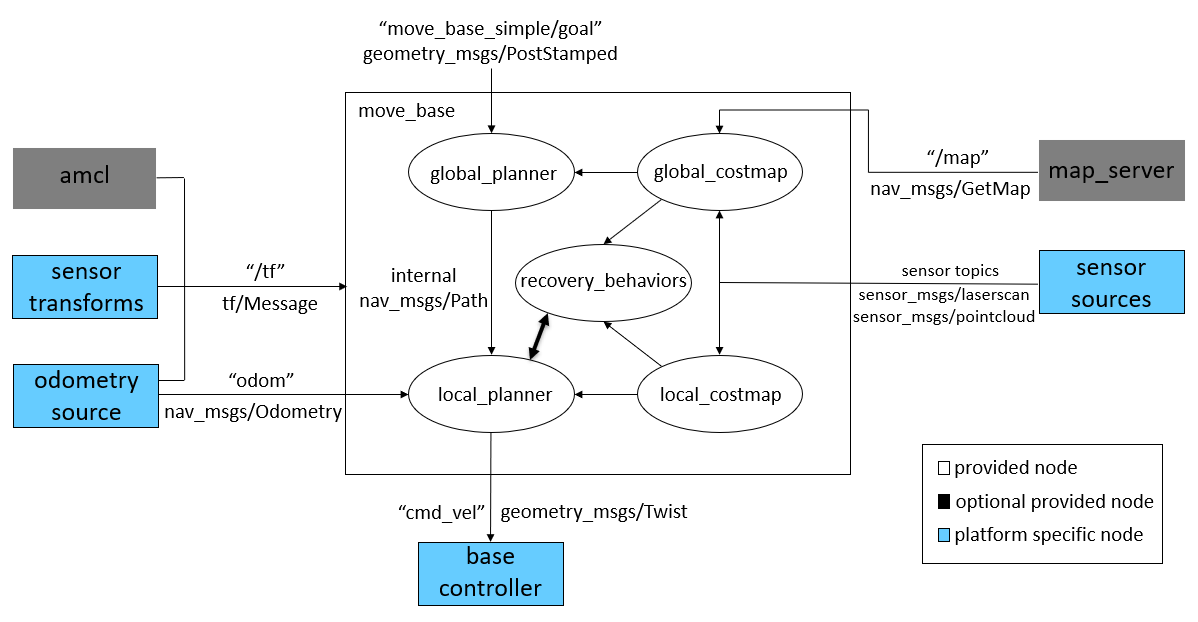 “move_base_simple/goal”
geometry_msgs/PostStamped
move_base
amcl
global_planner
global_costmap
“/map”
nav_msgs/GetMap
map_server
sensor
transforms
“/tf”
tf/Message
internal
nav_msgs/Path
recovery_behaviors
sensor topics
sensor_msgs/laserscan
sensor_msgs/pointcloud
sensor
sources
odometry
source
“odom”
nav_msgs/Odometry
local_planner
local_costmap
“cmd_vel”
geometry_msgs/Twist
base
controller
provided node
optional provided node
platform specific node